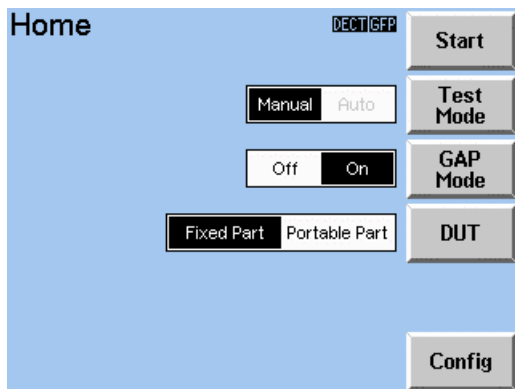 Home
DECT GFP
Start
Manual Auto
Test
Mode
Off On
GAP
Mode
Fixed Part Portable Part
DUT
Config